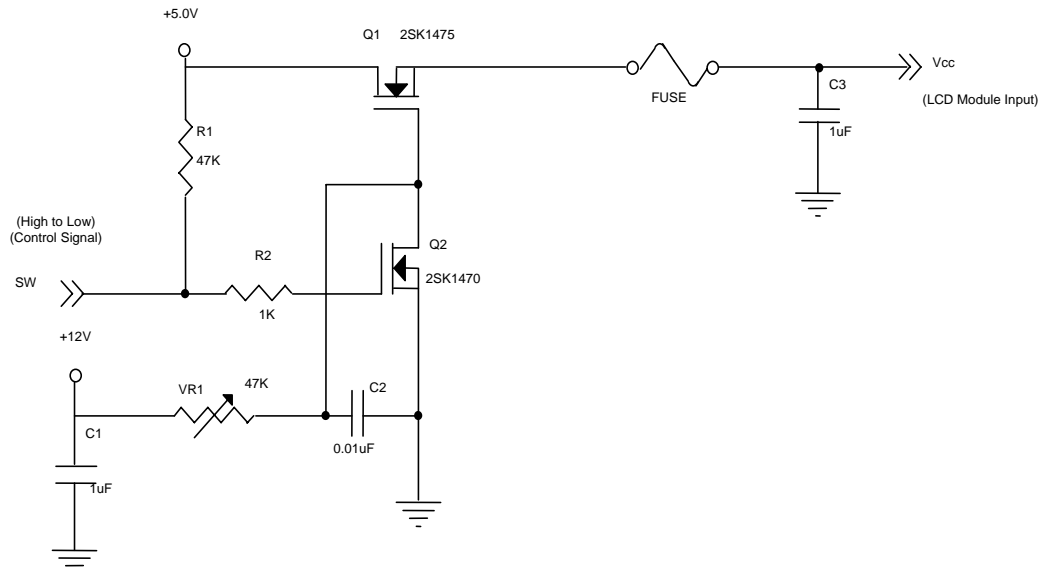 +5.0V
Q1 2SK1475
Vcc
C3
FUSE
(LCD Module Input)
R1
1uF
47K
(High to Low)
(Control Signal)
Q2
R2
SW
2SK1470
1K
+12V
47K
VR1
C2
C1
0.01uF
1uF